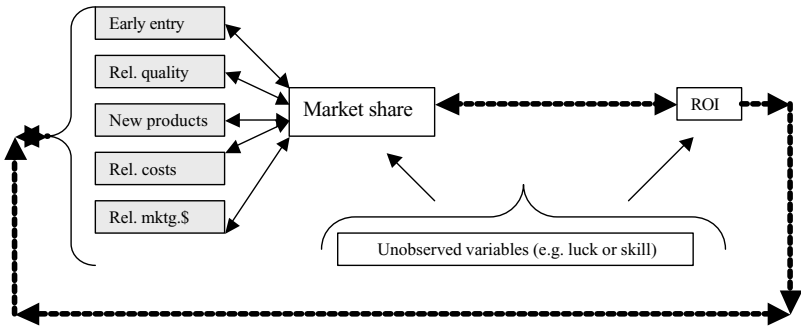 Early entry
Rel. quality
New products
Rel. costs
Rel. mktg.$
Market share
ROI
Unobserved variables (e.g. luck or skill)